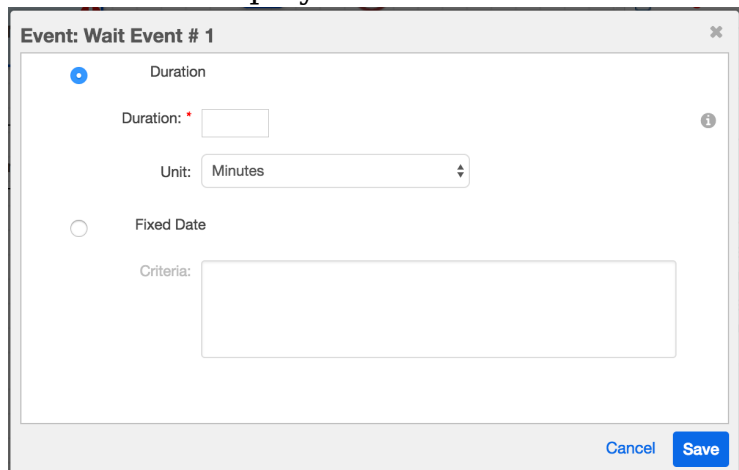 Event: Wait Event # 1
Duration
Duration: *
Unit: Minutes
Fixed Date
Criteria:
Cancel Save